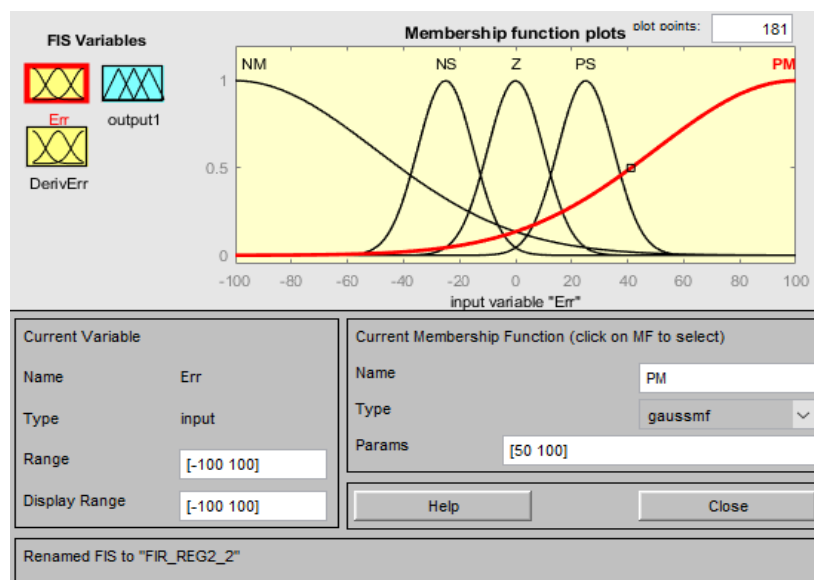 FIS Variables
Err
output1
DerivErr
Membership function plots
plot points:
181
NM NS Z PS PM
1
0.5
0
-100 -80 -60 -40 -20 0 20 40 60 80 100
input variable "Err"
Current Variable
Name Err
Type input
Range [-100 100]
Display Range [-100 100]
Current Membership Function (click on MF to select)
Name PM
Type gaussmf
Params [50 100]
Help Close
Renamed FIS to "FIR_REG2_2"